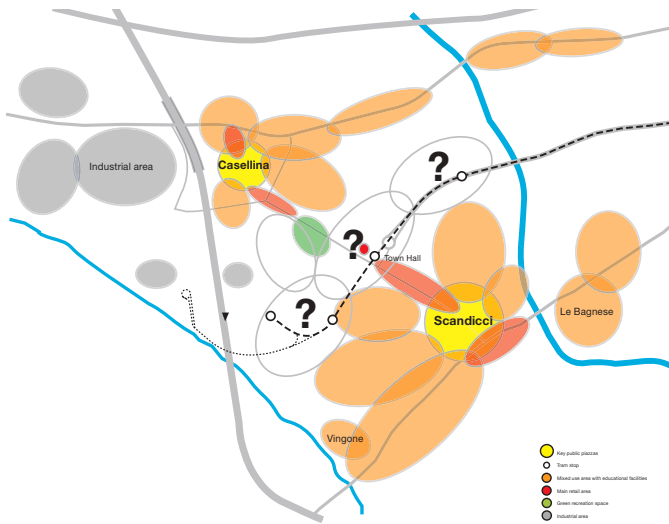 Industrial area
Casellina
?
?
Town Hall
?
Scandicci
Le Bagnese
Vingone
Key public piazzas
Tram stop
Mixed use area with educational facilities
Main retail area
Green recreation space
Industrial area